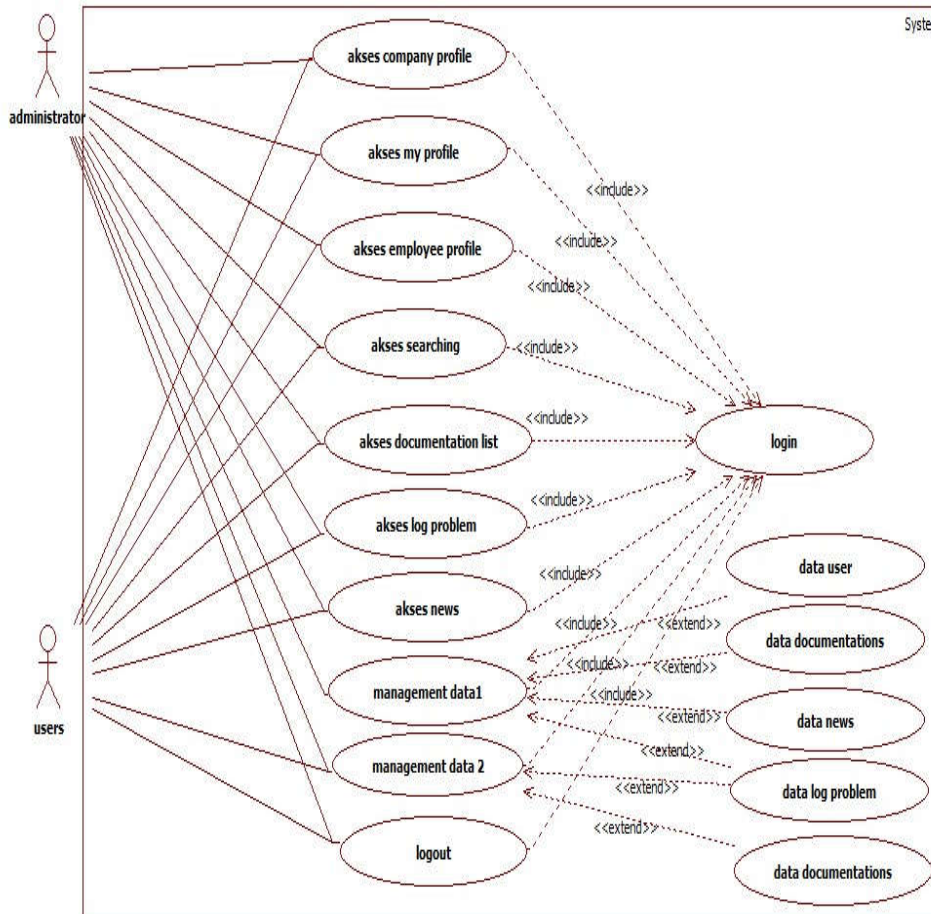 Syste
administrator
akses company profile
akses my profile
<<include>>
akses employee profile
<<include>>
<<include>>
akses searching
<<include>>
akses documentation list
<<include>>
login
akses log problem
<<include>>
data user
akses news
<<include>>
<<include>>
<<extend>>
data documentations
users
management data1
<<include>>
<<extend>>
<<include>>
data news
<<extend>>
management data 2
<<extend>>
<<extend>>
data log problem
<<extend>>
logout
data documentations